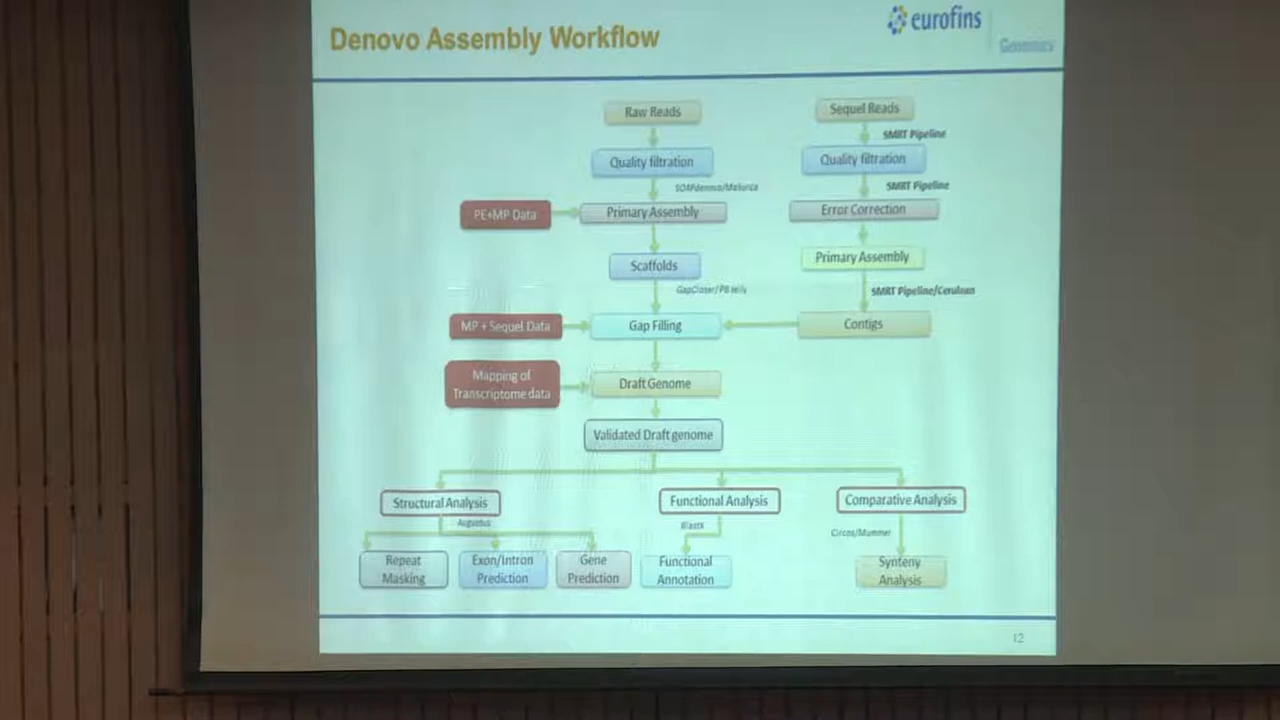 Denovo Assembly Workflow
eurofins
Genomics
Raw Reads
Sequel Reads
SMRT Pipeline
Quality filtration
Quality filtration
SMRT Pipeline
PE+MP Data
Primary Assembly
Error Correction
Scaffolds
Primary Assembly
SMRT Pipeline/Cerulean
MP + Sequel Data
Gap Filling
Contigs
Mapping of
Transcriptome data
Draft Genome
Validated Draft genome
Structural Analysis
Functional Analysis
Comparative Analysis
Augustus
Circos/Mummer
Repeat
Masking
Exon/Intron
Prediction
Gene
Prediction
Functional
Annotation
Synteny
Analysis
12